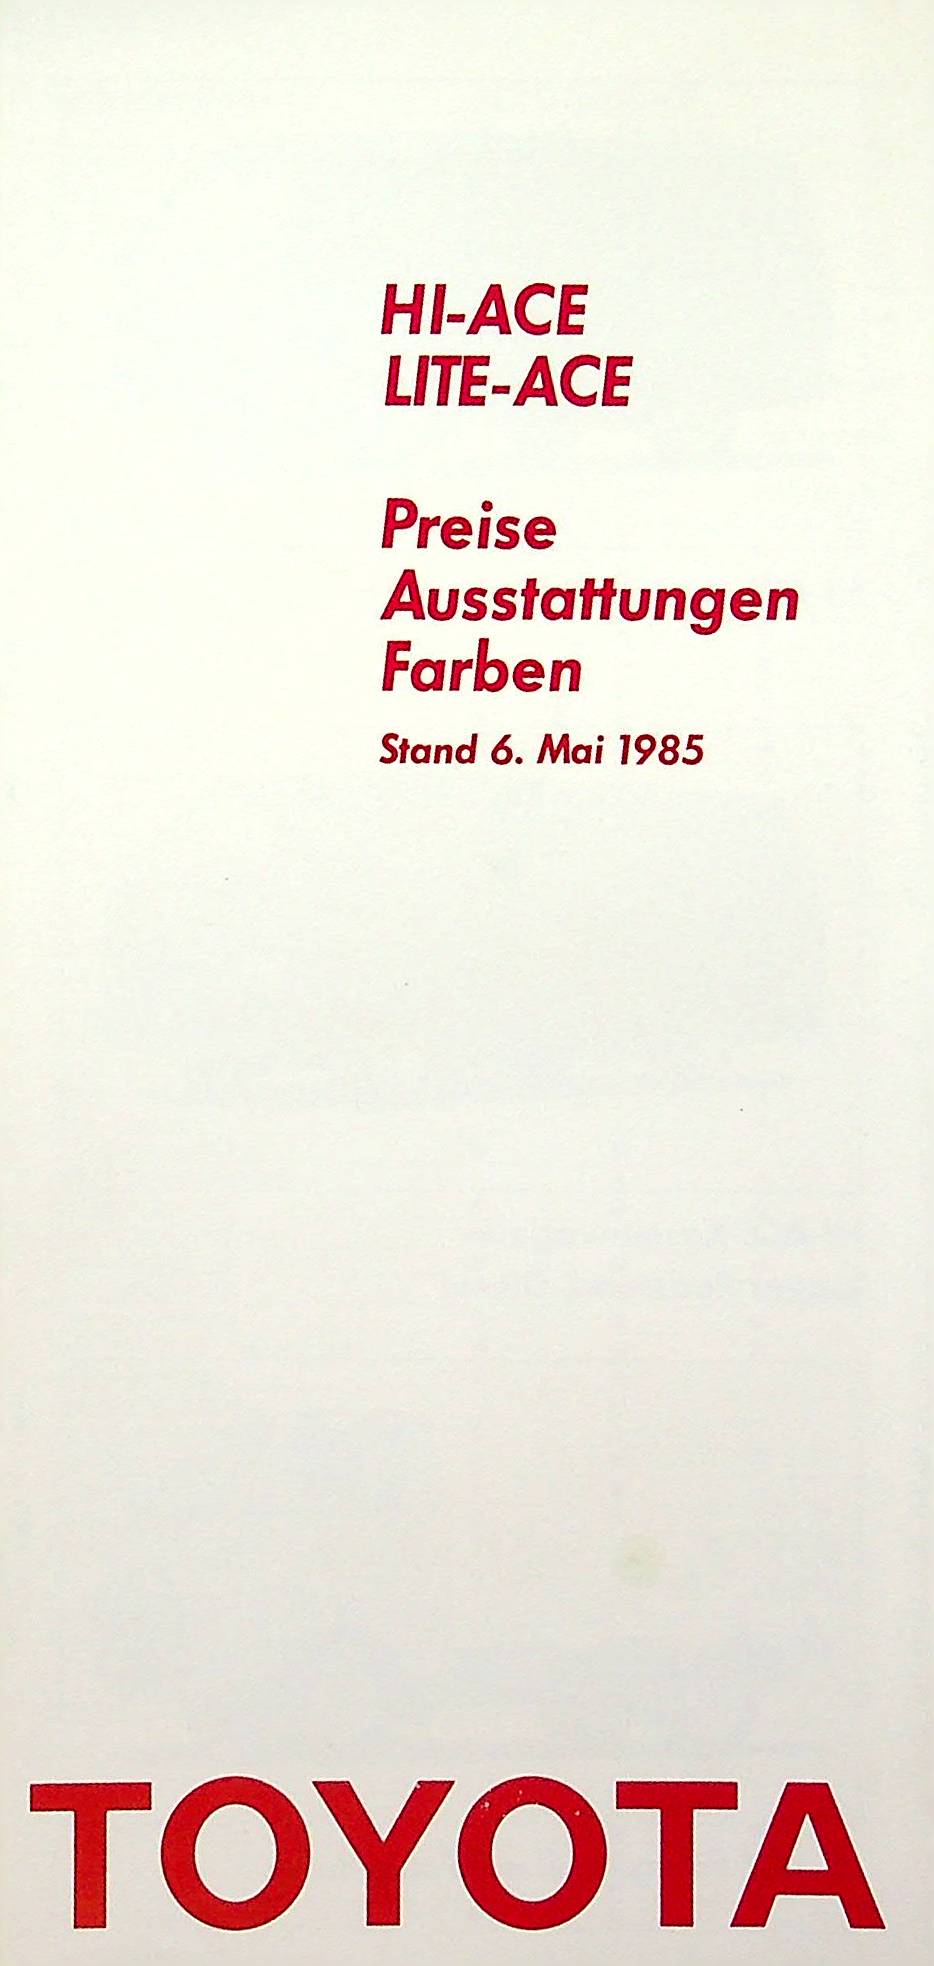 HI-ACE
LITE-ACE
Preise
Ausstattungen
Farben
Stand 6. Mai 1985
TOYOTA